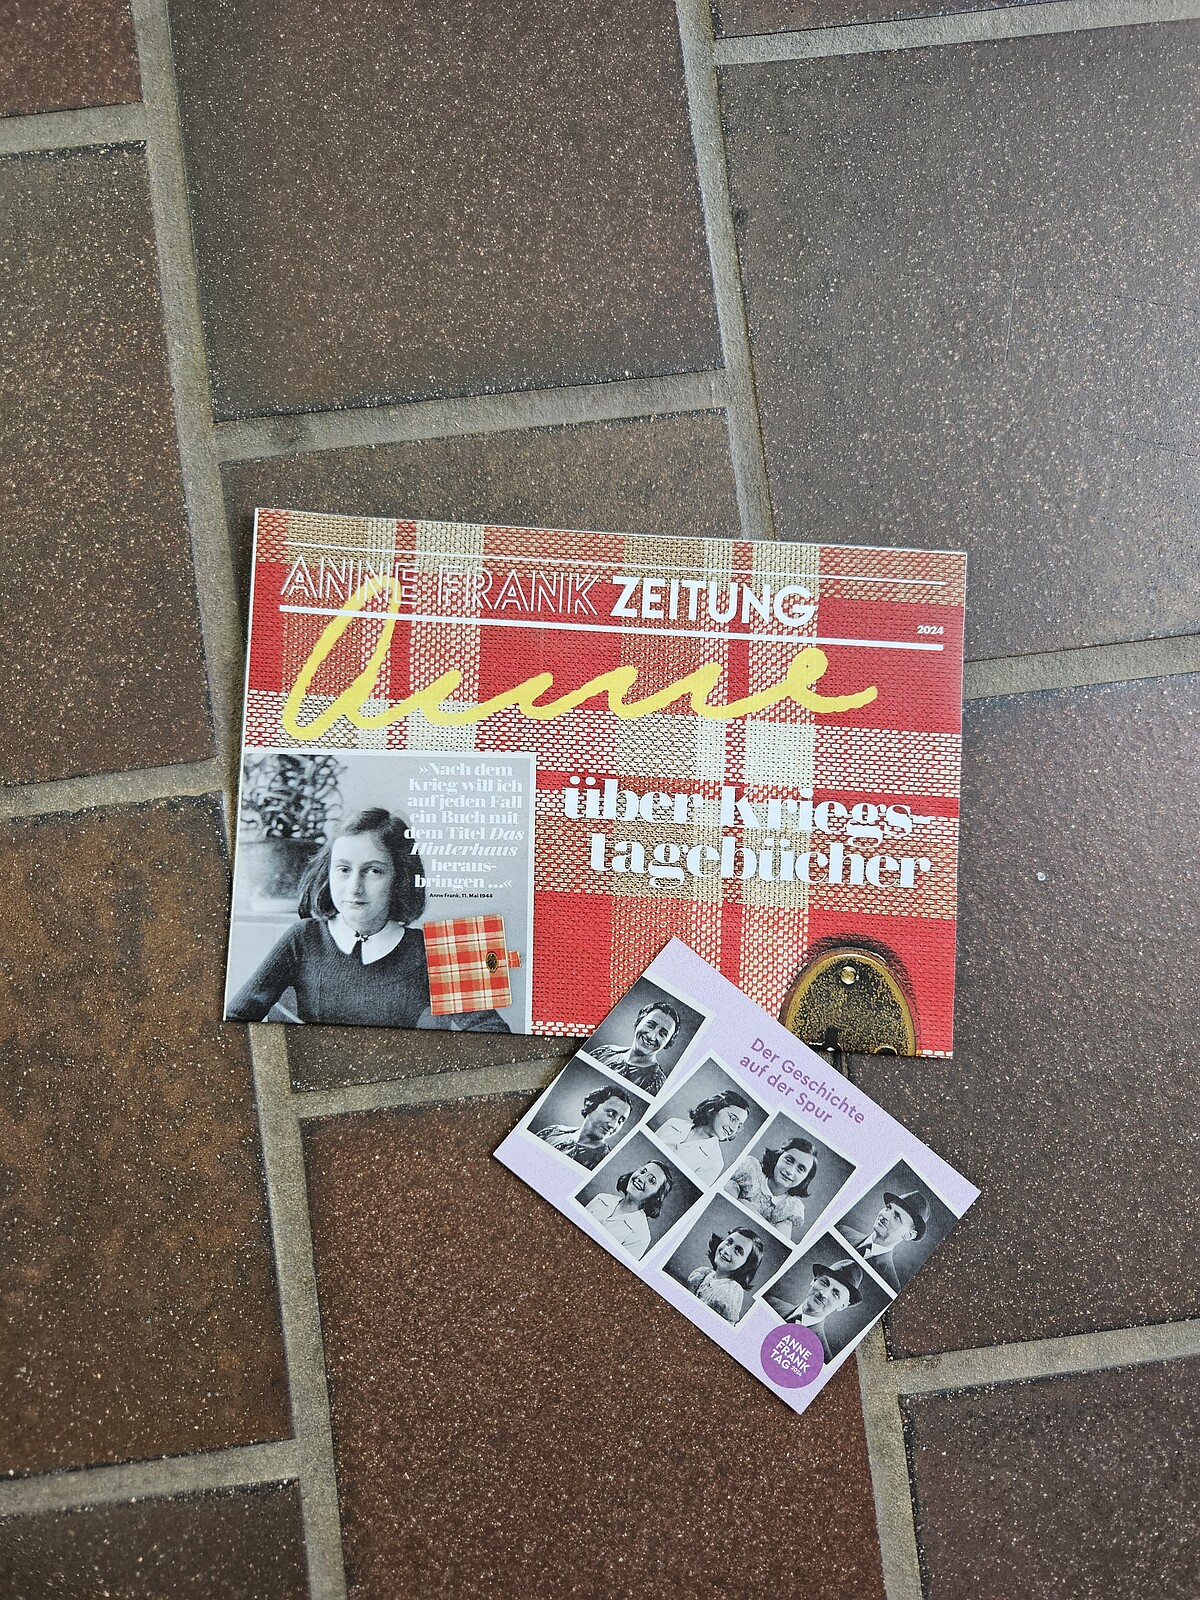 ANNE FRANK ZEITUNG
2024
Anne
»Nach dem
Krieg will ich
auf jeden Fall
ein Buch mit
dem Titel Das
Hinterhaus
heraus-
bringen ...«
Anne Frank, 11. Mai 1944
über Kriegs-
tagebücher
Der Geschichte
auf der Spur
ANNE
FRANK
TAG